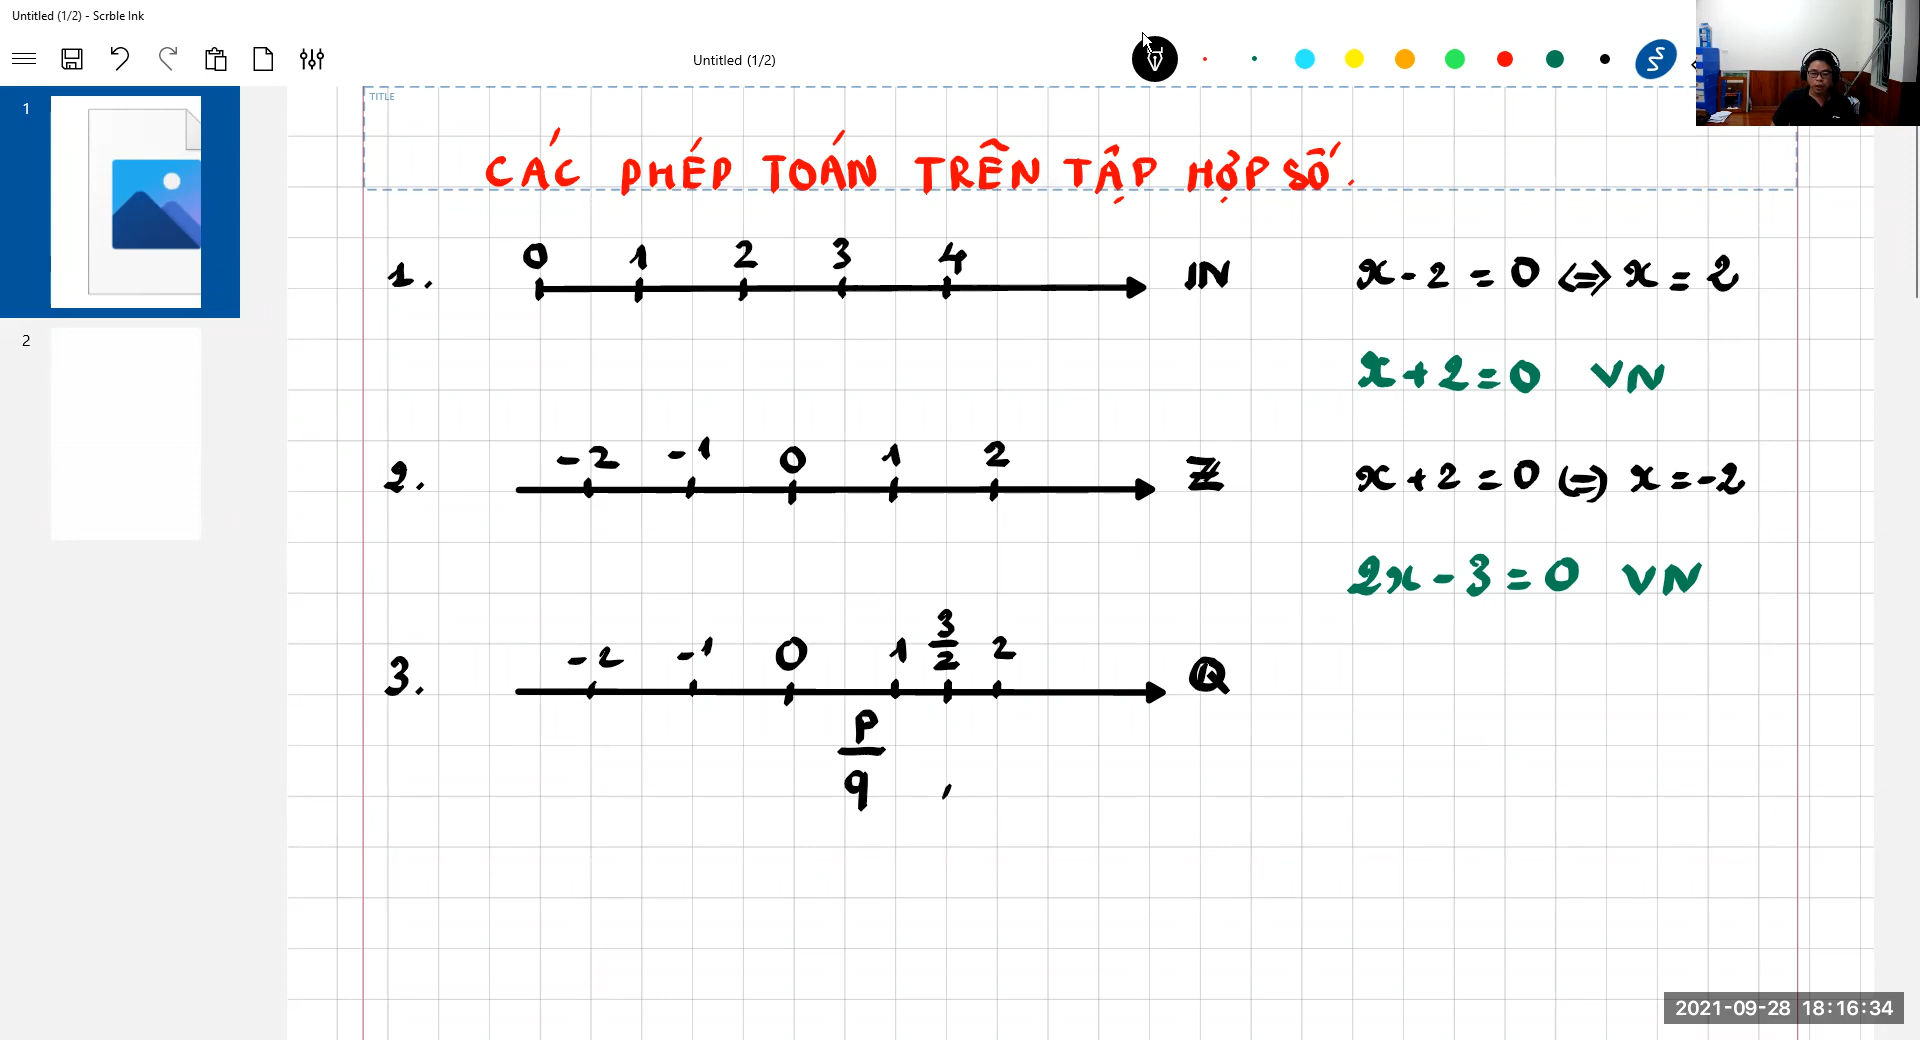 Untitled (1/2) - Scrble Ink
Untitled (1/2)
1
2
TITLE
CÁC PHÉP TOÁN TRÊN TẬP HỢP SỐ.
1. 0 1 2 3 4 ℕ x - 2 = 0 <=> x = 2
x + 2 = 0 VN
2. -2 -1 0 1 2 ℤ x + 2 = 0 <=> x = -2
2x - 3 = 0 VN
3. -2 -1 0 1 3/2 2 ℚ
p/q ,
2021-09-28 18:16:34